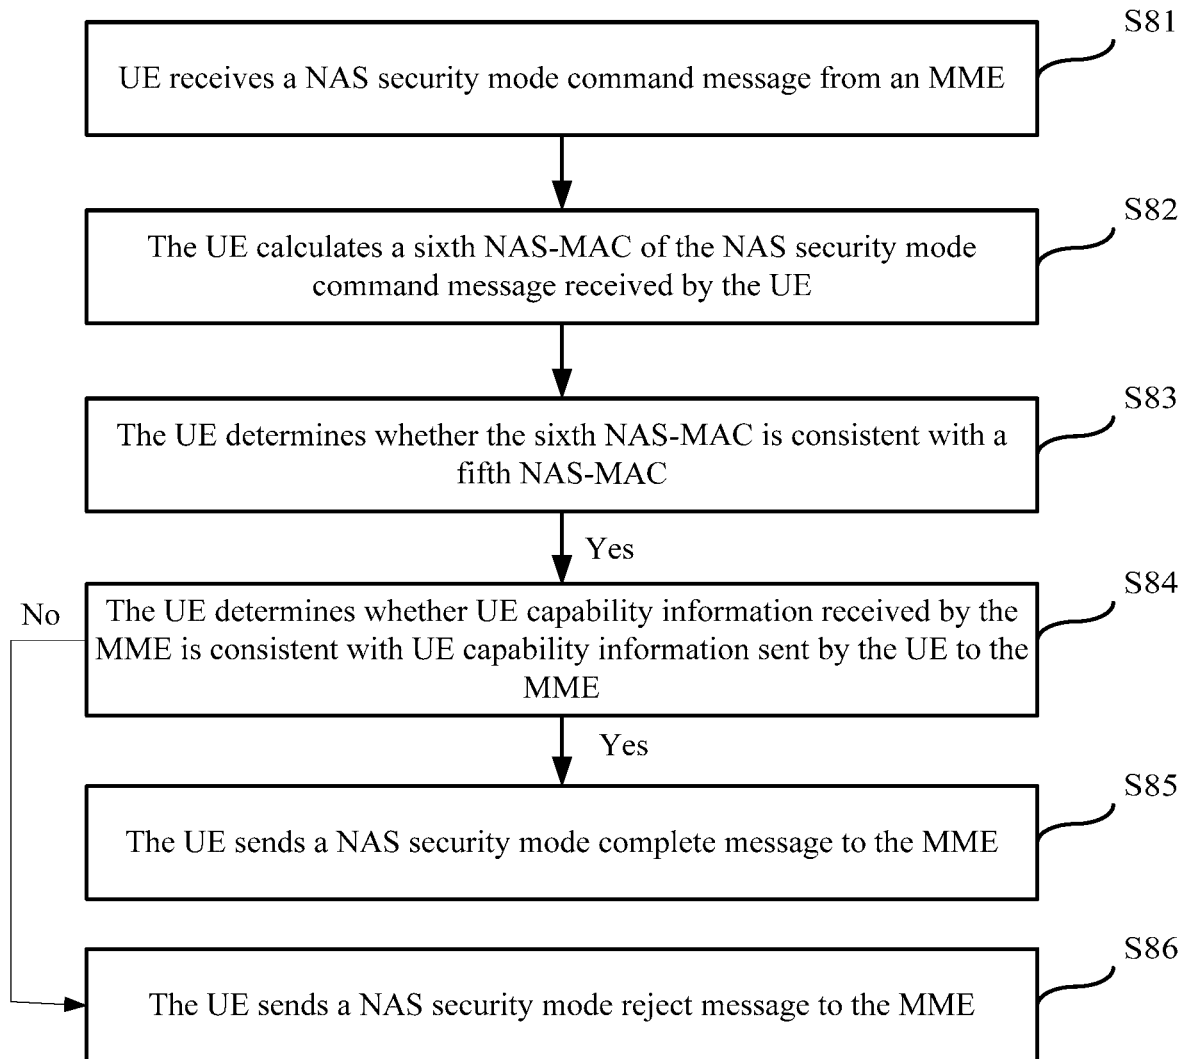 S81
UE receives a NAS security mode command message from an MME
S82
The UE calculates a sixth NAS-MAC of the NAS security mode
command message received by the UE
S83
The UE determines whether the sixth NAS-MAC is consistent with a
fifth NAS-MAC
Yes
S84
No
The UE determines whether UE capability information received by the
MME is consistent with UE capability information sent by the UE to the
MME
Yes
S85
The UE sends a NAS security mode complete message to the MME
S86
The UE sends a NAS security mode reject message to the MME